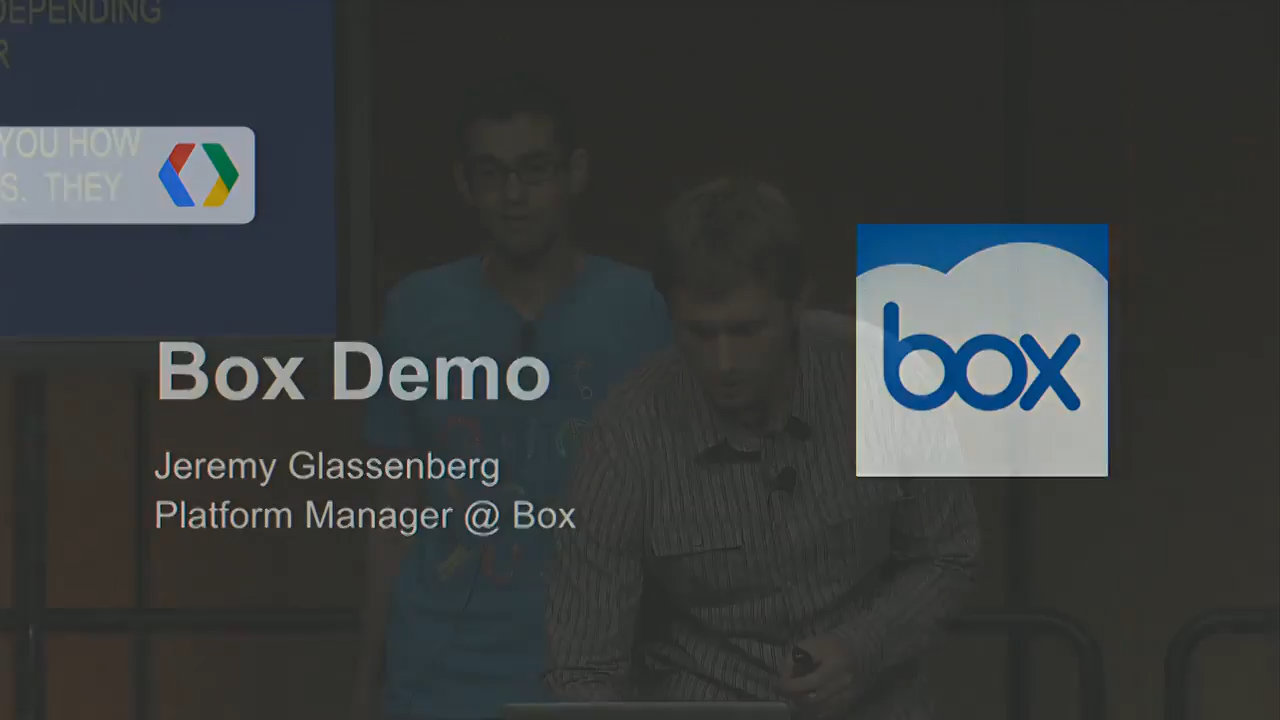 DEPENDING
R
YOU HOW
S. THEY
Box Demo
Jeremy Glassenberg
Platform Manager @ Box
box